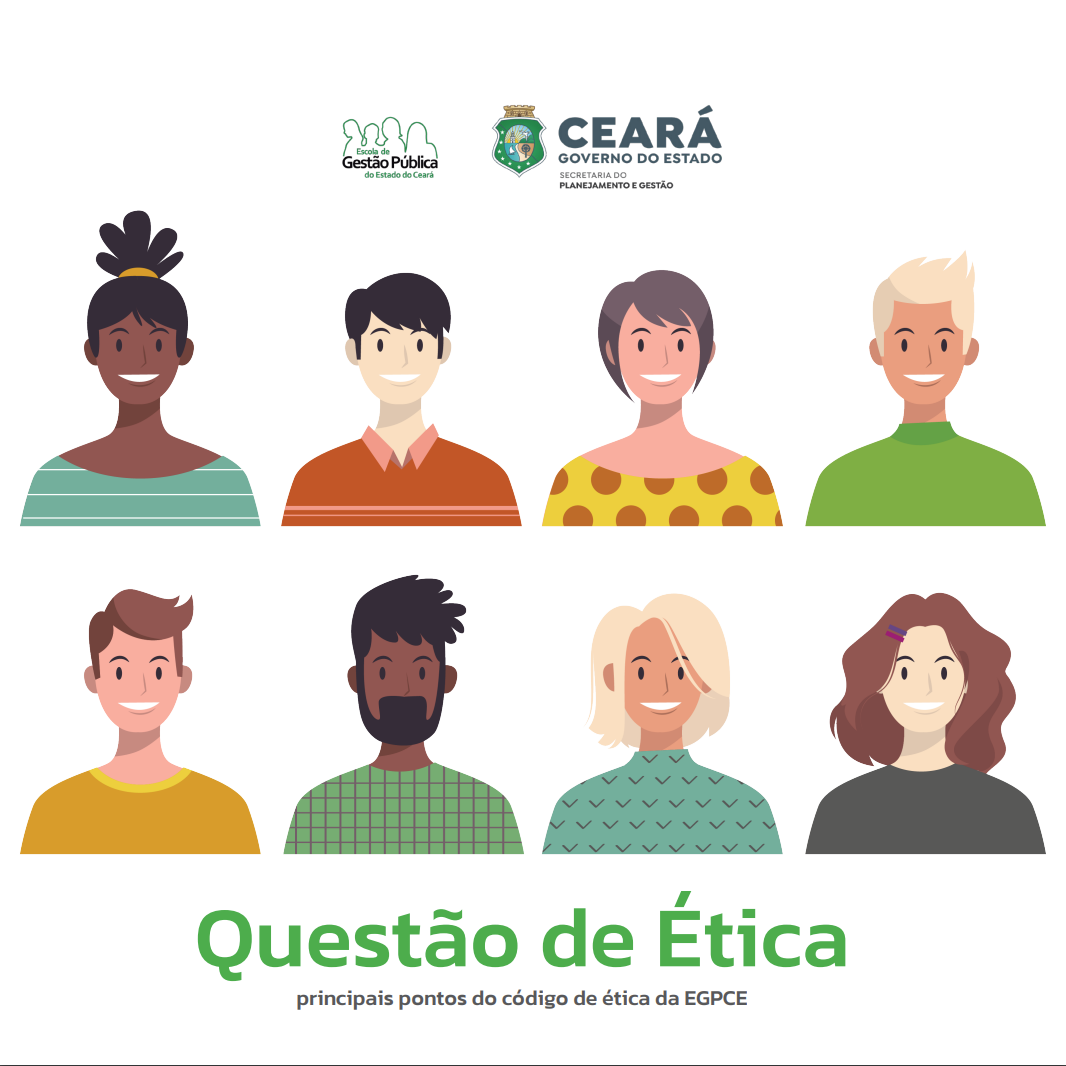 Escola de
Gestão Pública
do Estado do Ceará
CEARÁ
GOVERNO DO ESTADO
SECRETARIA DO
PLANEJAMENTO E GESTÃO
Questão de Ética
principais pontos do código de ética da EGPCE